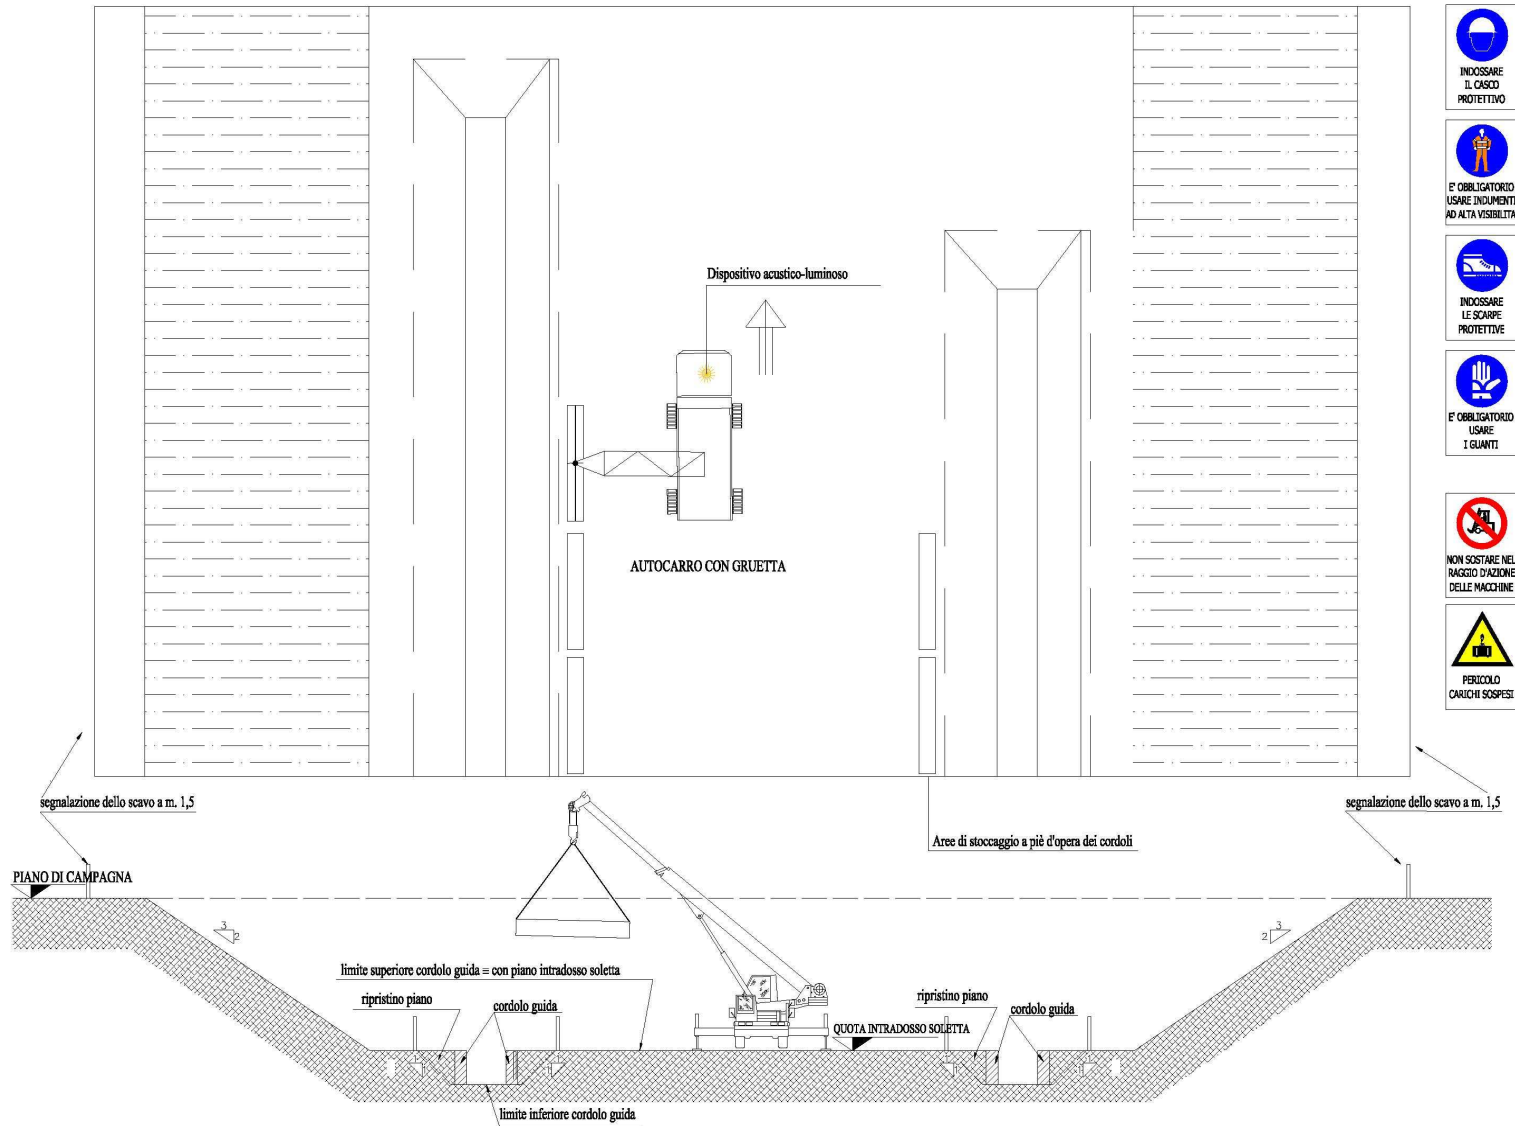 INDOSSARE
IL CASCO
PROTETTIVO
E' OBBLIGATORIO
USARE INDUMENTI
AD ALTA VISIBILITA'
INDOSSARE
LE SCARPE
PROTETTIVE
E' OBBLIGATORIO
USARE
I GUANTI
NON SOSTARE NEL
RAGGIO D'AZIONE
DELLE MACCHINE
PERICOLO
CARICHI SOSPESI
Dispositivo acustico-luminoso
AUTOCARRO CON GRUETTA
segnalazione dello scavo a m. 1,5
segnalazione dello scavo a m. 1,5
Aree di stoccaggio a piè d'opera dei cordoli
PIANO DI CAMPAGNA
3
2
3
2
limite superiore cordolo guida = con piano intradosso soletta
ripristino piano
cordolo guida
ripristino piano
cordolo guida
QUOTA INTRADOSSO SOLETTA
limite inferiore cordolo guida